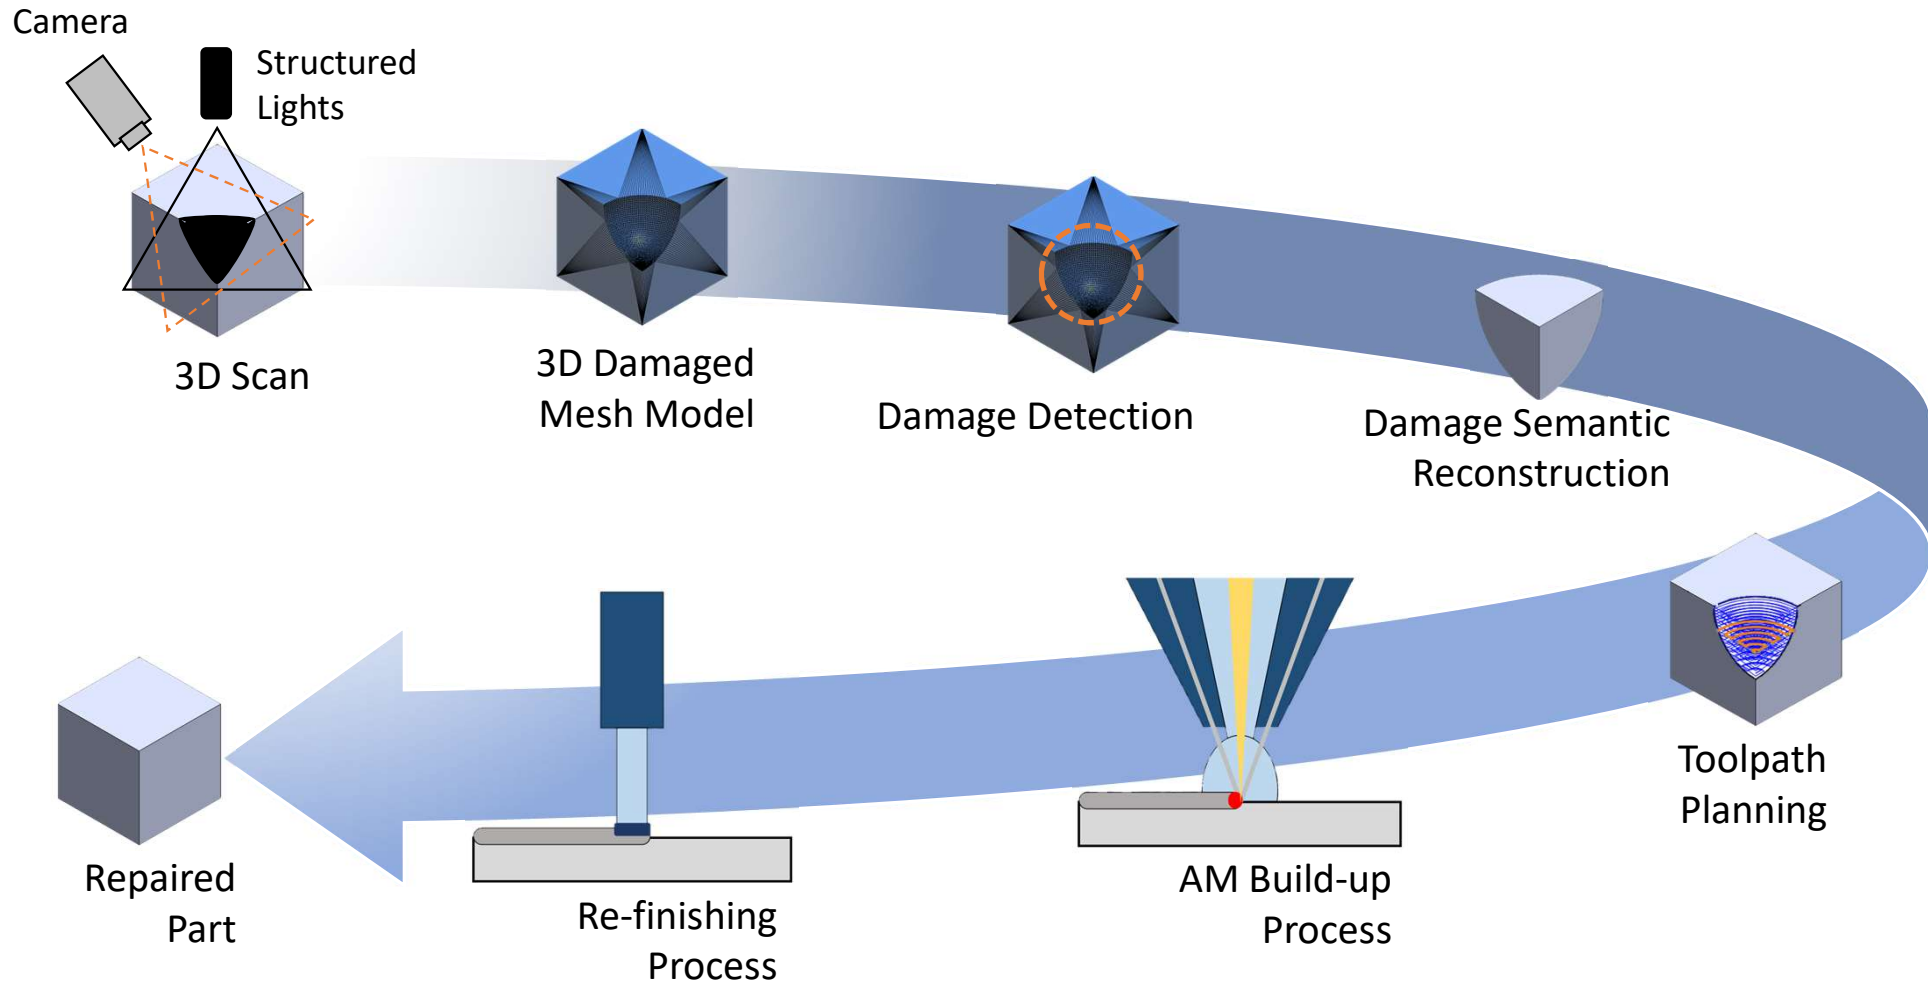 Camera
Structured
Lights
3D Scan
3D Damaged
Mesh Model
Damage Detection
Damage Semantic
Reconstruction
Toolpath
Planning
AM Build-up
Process
Re-finishing
Process
Repaired
Part